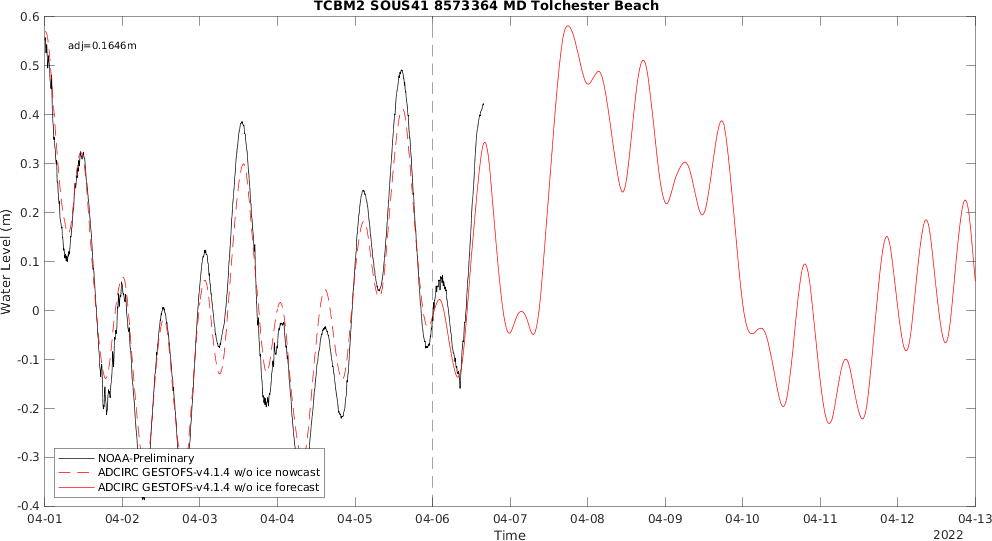 TCBM2 SOUS41 8573364 MD Tolchester Beach
adj=0.1646m
Water Level (m)
0.6
0.5
0.4
0.3
0.2
0.1
0
-0.1
-0.2
-0.3
-0.4
NOAA-Preliminary
ADCIRC GESTOFS-v4.1.4 w/o ice nowcast
ADCIRC GESTOFS-v4.1.4 w/o ice forecast
04-01 04-02 04-03 04-04 04-05 04-06 04-07 04-08 04-09 04-10 04-11 04-12 04-13
Time
2022